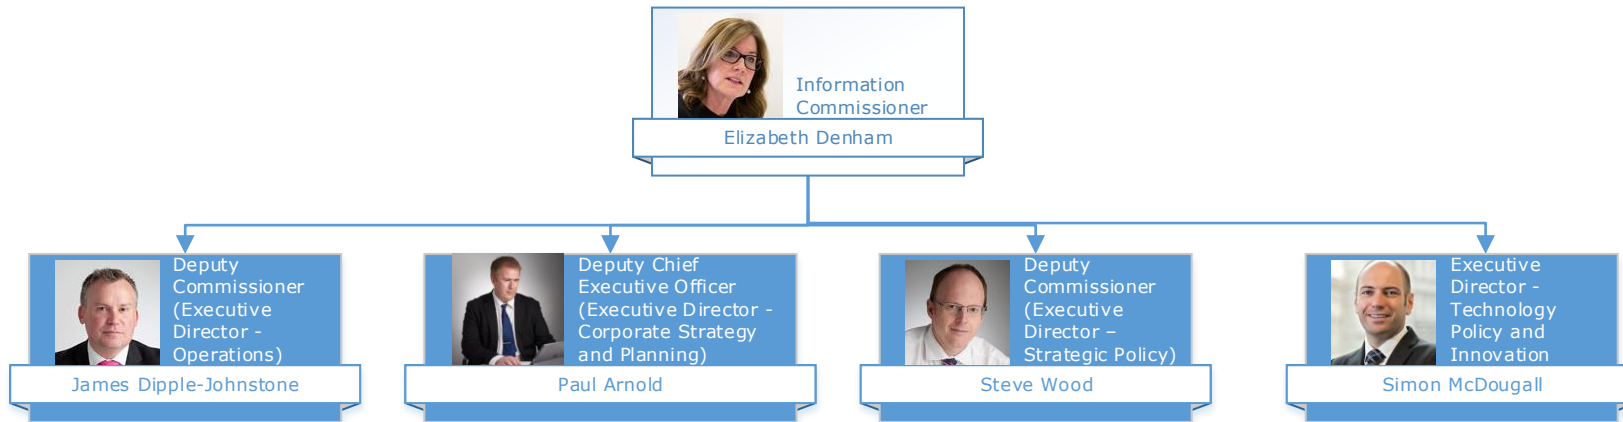 Information
Commissioner
Elizabeth Denham
Deputy
Commissioner
(Executive
Director -
Operations)
James Dipple-Johnstone
Deputy Chief
Executive Officer
(Executive Director -
Corporate Strategy
and Planning)
Paul Arnold
Deputy
Commissioner
(Executive
Director –
Strategic Policy)
Steve Wood
Executive
Director -
Technology
Policy and
Innovation
Simon McDougall